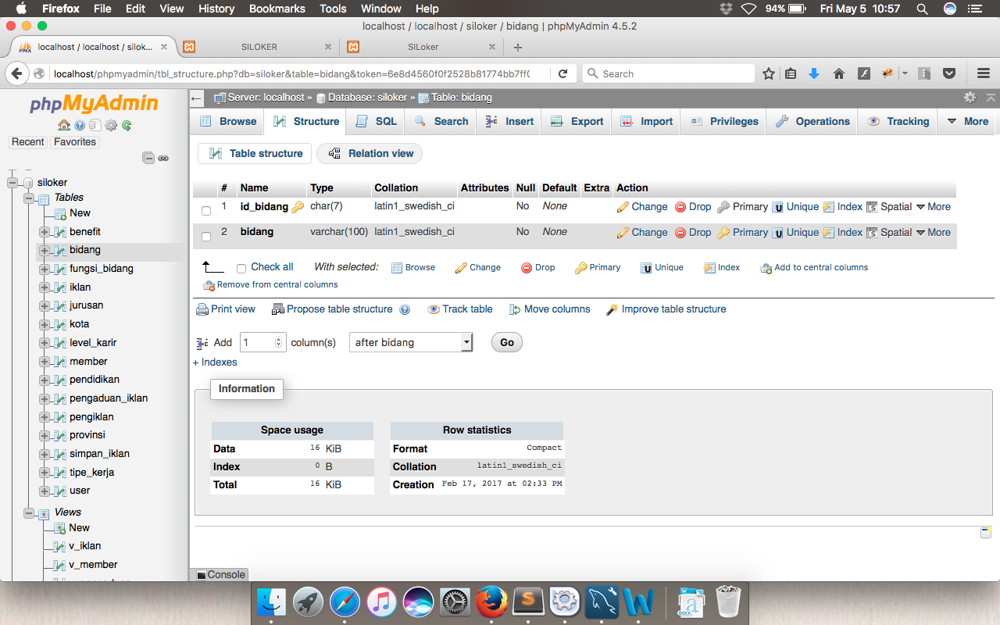 Firefox File Edit View History Bookmarks Tools Window Help 94% Fri May 5 10:57
localhost / localhost / siloker / bidang | phpMyAdmin 4.5.2
PMA localhost / localhost / silok... SILOKER SILoker
localhost/phpmyadmin/tbl_structure.php?db=siloker&table=bidang&token=6e8d4560f0f2528b81774bb7ff0 Search
phpMyAdmin
Recent Favorites
siloker
Tables
New
benefit
bidang
fungsi_bidang
iklan
jurusan
kota
level_karir
member
pendidikan
pengaduan_iklan
pengiklan
provinsi
simpan_iklan
tipe_kerja
user
Views
New
v_iklan
v_member
Server: localhost » Database: siloker » Table: bidang
Browse Structure SQL Search Insert Export Import Privileges Operations Tracking More
Table structure Relation view
# Name Type Collation Attributes Null Default Extra Action
1 id_bidang char(7) latin1_swedish_ci No None Change Drop Primary Unique Index Spatial More
2 bidang varchar(100) latin1_swedish_ci No None Change Drop Primary Unique Index Spatial More
Check all With selected: Browse Change Drop Primary Unique Index Add to central columns
Remove from central columns
Print view Propose table structure Track table Move columns Improve table structure
Add 1 column(s) after bidang Go
+ Indexes
Information
Space usage
Data 16 KiB
Index 0 B
Total 16 KiB
Row statistics
Format Compact
Collation latin1_swedish_ci
Creation Feb 17, 2017 at 02:33 PM
Console